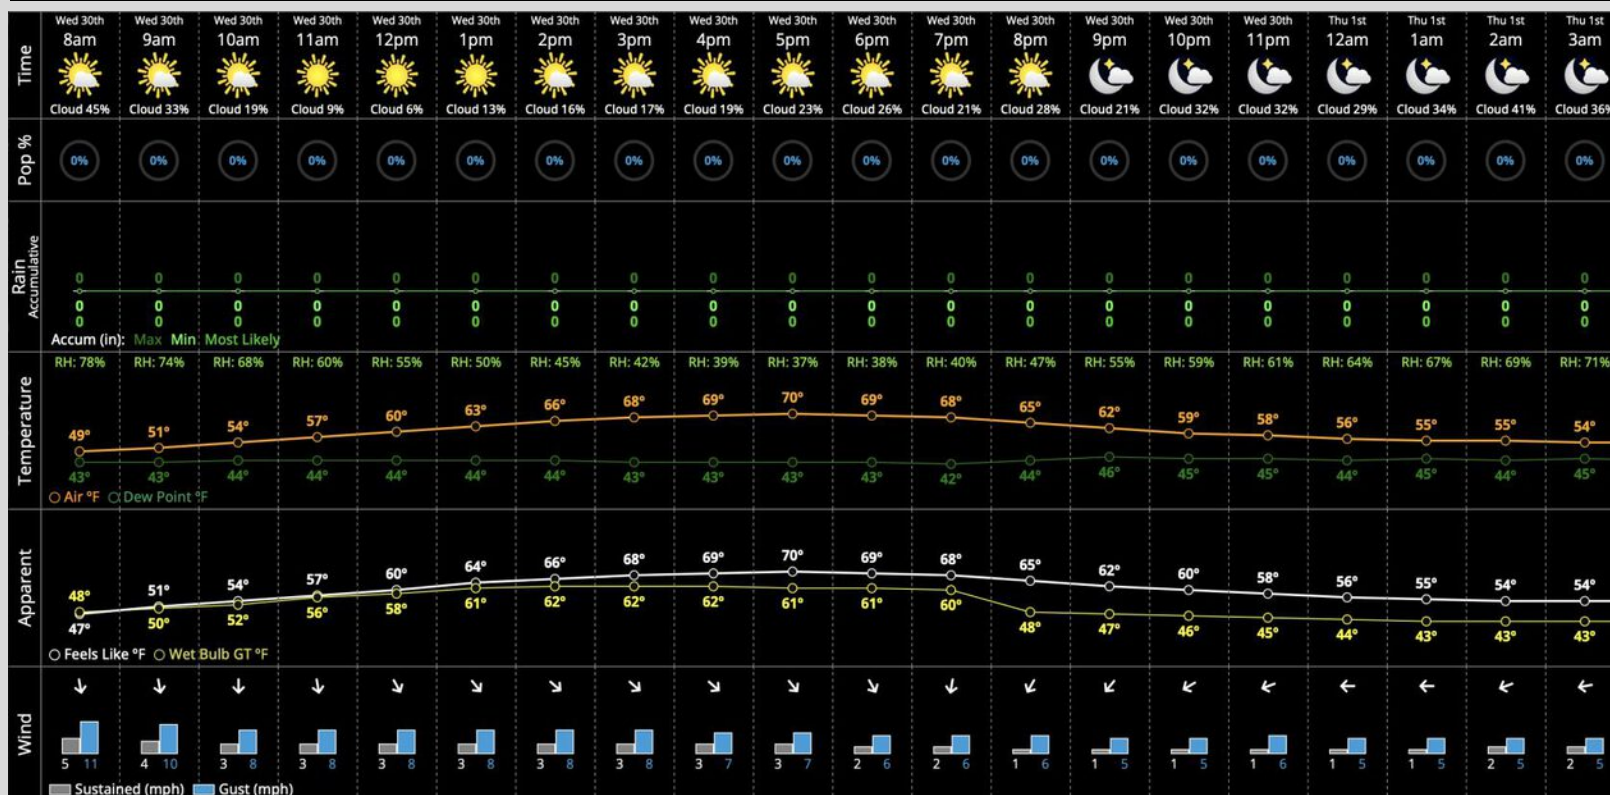 Time
Wed 30th Wed 30th Wed 30th Wed 30th Wed 30th Wed 30th Wed 30th Wed 30th Wed 30th Wed 30th Wed 30th Wed 30th Wed 30th Wed 30th Wed 30th Wed 30th Thu 1st Thu 1st Thu 1st Thu 1st
8am 9am 10am 11am 12pm 1pm 2pm 3pm 4pm 5pm 6pm 7pm 8pm 9pm 10pm 11pm 12am 1am 2am 3am
Cloud 45% Cloud 33% Cloud 19% Cloud 9% Cloud 6% Cloud 13% Cloud 16% Cloud 17% Cloud 19% Cloud 23% Cloud 26% Cloud 21% Cloud 28% Cloud 21% Cloud 32% Cloud 32% Cloud 29% Cloud 34% Cloud 41% Cloud 36%
Pop %
0% 0% 0% 0% 0% 0% 0% 0% 0% 0% 0% 0% 0% 0% 0% 0% 0% 0% 0% 0%
Rain
Accumulative
0 0 0 0 0 0 0 0 0 0 0 0 0 0 0 0 0 0 0 0
0 0 0 0 0 0 0 0 0 0 0 0 0 0 0 0 0 0 0 0
0 0 0 0 0 0 0 0 0 0 0 0 0 0 0 0 0 0 0 0
Accum (in): Max Min Most Likely
Temperature
RH: 78% RH: 74% RH: 68% RH: 60% RH: 55% RH: 50% RH: 45% RH: 42% RH: 39% RH: 37% RH: 38% RH: 40% RH: 47% RH: 55% RH: 59% RH: 61% RH: 64% RH: 67% RH: 69% RH: 71%
49° 51° 54° 57° 60° 63° 66° 68° 69° 70° 69° 68° 65° 62° 59° 58° 56° 55° 55° 54°
43° 43° 44° 44° 44° 44° 44° 43° 43° 43° 43° 42° 44° 46° 45° 45° 44° 45° 44° 45°
Air °F Dew Point °F
Apparent
47° 51° 54° 57° 60° 64° 66° 68° 69° 70° 69° 68° 65° 62° 60° 58° 56° 55° 54° 54°
48° 50° 52° 56° 58° 61° 62° 62° 62° 61° 61° 60° 48° 47° 46° 45° 44° 43° 43° 43°
Feels Like °F Wet Bulb GT °F
Wind
5 11 4 10 3 8 3 8 3 8 3 8 3 8 3 8 3 7 3 7 2 6 2 6 1 6 1 5 1 5 1 6 1 5 1 5 2 5 2 5
Sustained (mph) Gust (mph)